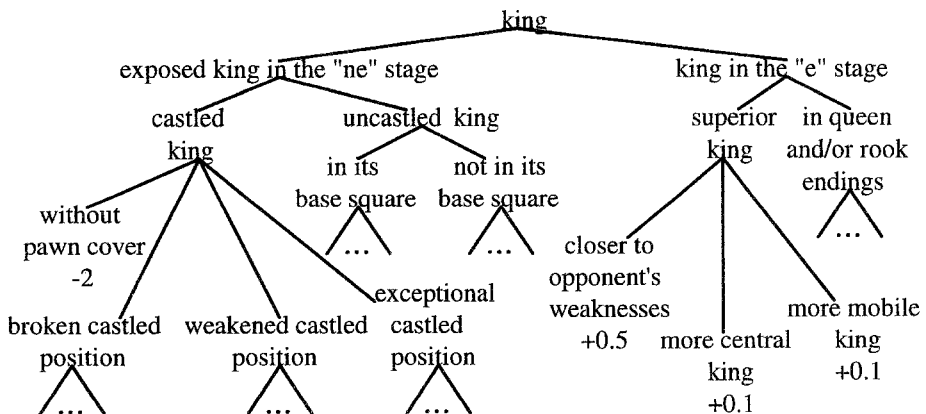 king
exposed king in the "ne" stage
king in the "e" stage
castled
king
uncastled king
superior
king
in queen
and/or rook
endings
...
in its
base square
...
not in its
base square
...
without
pawn cover
-2
broken castled
position
...
weakened castled
position
...
exceptional
castled
position
...
closer to
opponent's
weaknesses
+0.5
more central
king
+0.1
more mobile
king
+0.1